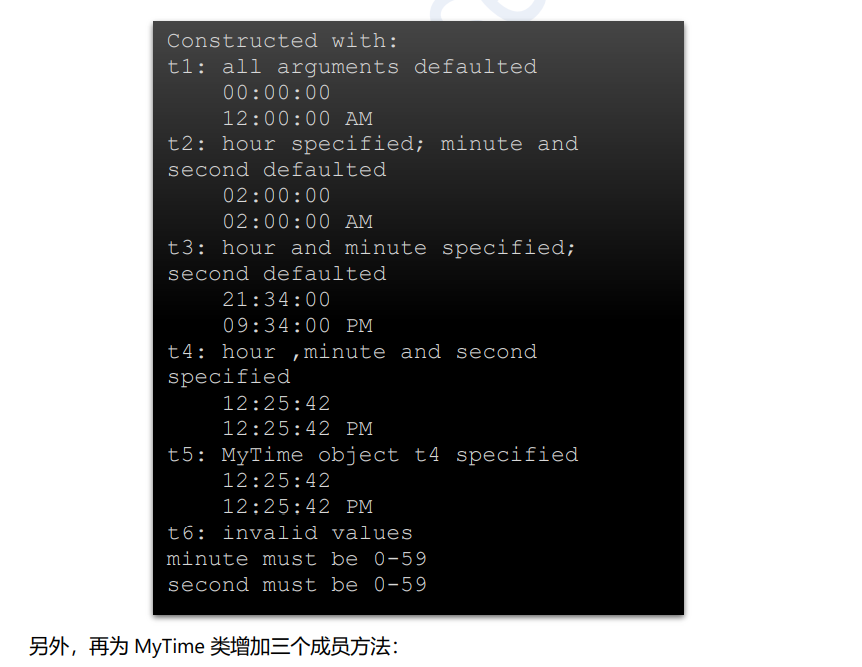 Constructed with:
t1: all arguments defaulted
00:00:00
12:00:00 AM
t2: hour specified; minute and
second defaulted
02:00:00
02:00:00 AM
t3: hour and minute specified;
second defaulted
21:34:00
09:34:00 PM
t4: hour ,minute and second
specified
12:25:42
12:25:42 PM
t5: MyTime object t4 specified
12:25:42
12:25:42 PM
t6: invalid values
minute must be 0-59
second must be 0-59
另外，再为 MyTime 类增加三个成员方法：